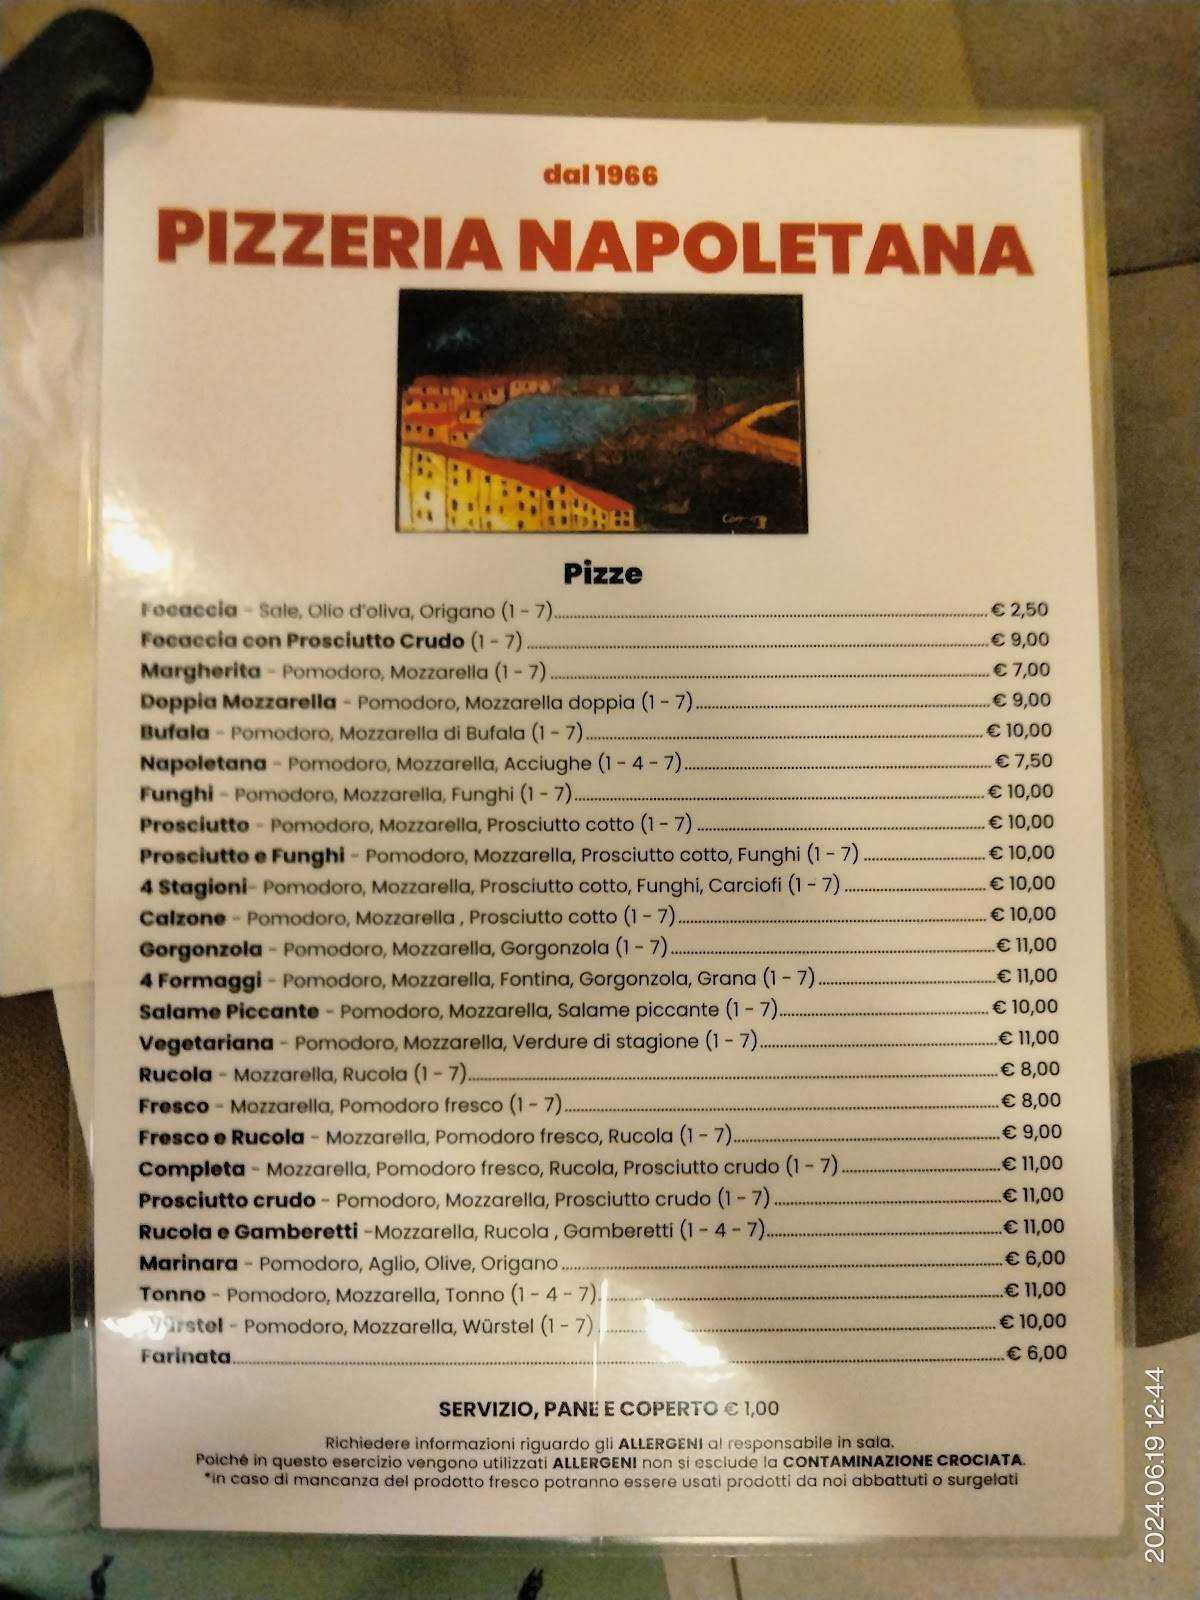 dal 1966
PIZZERIA NAPOLETANA
Pizze
Focaccia - Sale, Olio d'oliva, Origano (1 - 7)........€ 2,50
Focaccia con Prosciutto Crudo (1 - 7)........€ 9,00
Margherita - Pomodoro, Mozzarella (1 - 7)........€ 7,00
Doppia Mozzarella - Pomodoro, Mozzarella doppia (1 - 7)........€ 9,00
Bufala - Pomodoro, Mozzarella di Bufala (1 - 7)........€ 10,00
Napoletana - Pomodoro, Mozzarella, Acciughe (1 - 4 - 7)........€ 7,50
Funghi - Pomodoro, Mozzarella, Funghi (1 - 7)........€ 10,00
Prosciutto - Pomodoro, Mozzarella, Prosciutto cotto (1 - 7)........€ 10,00
Prosciutto e Funghi - Pomodoro, Mozzarella, Prosciutto cotto, Funghi (1 - 7)........€ 10,00
4 Stagioni- Pomodoro, Mozzarella, Prosciutto cotto, Funghi, Carciofi (1 - 7)........€ 10,00
Calzone - Pomodoro, Mozzarella , Prosciutto cotto (1 - 7)........€ 10,00
Gorgonzola - Pomodoro, Mozzarella, Gorgonzola (1 - 7)........€ 11,00
4 Formaggi - Pomodoro, Mozzarella, Fontina, Gorgonzola, Grana (1 - 7)........€ 11,00
Salame Piccante - Pomodoro, Mozzarella, Salame piccante (1 - 7)........€ 10,00
Vegetariana - Pomodoro, Mozzarella, Verdure di stagione (1 - 7)........€ 11,00
Rucola - Mozzarella, Rucola (1 - 7)........€ 8,00
Fresco - Mozzarella, Pomodoro fresco (1 - 7)........€ 8,00
Fresco e Rucola - Mozzarella, Pomodoro fresco, Rucola (1 - 7)........€ 9,00
Completa - Mozzarella, Pomodoro fresco, Rucola, Prosciutto crudo (1 - 7)........€ 11,00
Prosciutto crudo - Pomodoro, Mozzarella, Prosciutto crudo (1 - 7)........€ 11,00
Rucola e Gamberetti -Mozzarella, Rucola , Gamberetti (1 - 4 - 7)........€ 11,00
Marinara - Pomodoro, Aglio, Olive, Origano........€ 6,00
Tonno - Pomodoro, Mozzarella, Tonno (1 - 4 - 7)........€ 11,00
Würstel - Pomodoro, Mozzarella, Würstel (1 - 7)........€ 10,00
Farinata........€ 6,00
SERVIZIO, PANE E COPERTO € 1,00
Richiedere informazioni riguardo gli ALLERGENI al responsabile in sala.
Poiché in questo esercizio vengono utilizzati ALLERGENI non si esclude la CONTAMINAZIONE CROCIATA.
*in caso di mancanza del prodotto fresco potranno essere usati prodotti da noi abbattuti o surgelati
2024.06.19 12:44